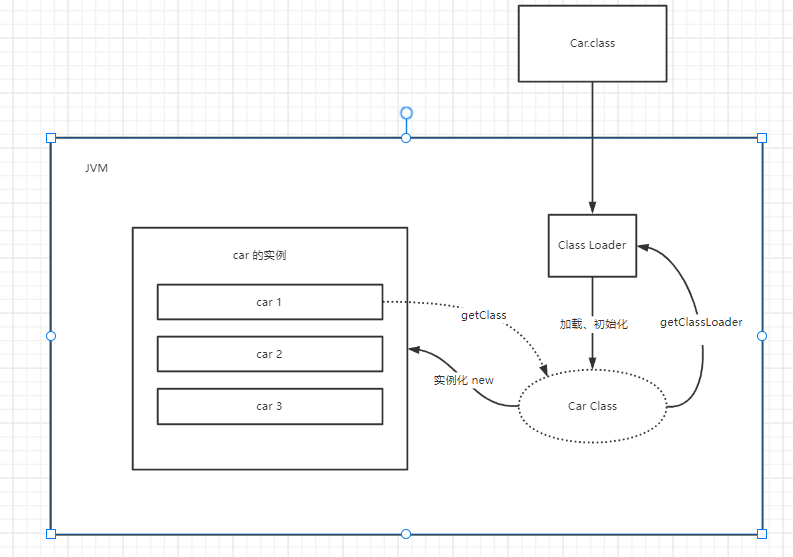 Car.class
JVM
car 的实例
Class Loader
car 1
getClass
加载、初始化
getClassLoader
car 2
实例化 new
car 3
Car Class